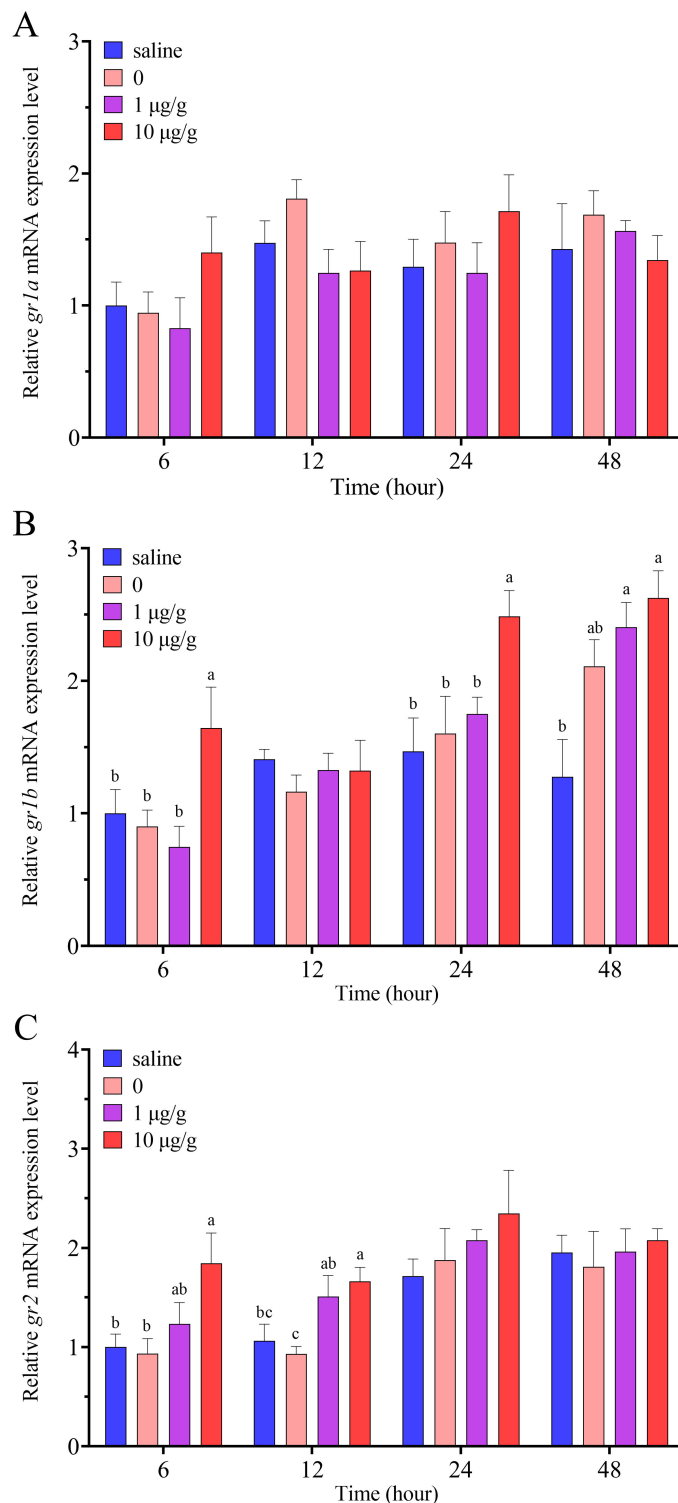 A
Relative gr1a mRNA expression level
3
2
1
0
saline
0
1 μg/g
10 μg/g
6 12 24 48
Time (hour)
B
Relative gr1b mRNA expression level
3
2
1
0
saline
0
1 μg/g
10 μg/g
b b b a
b b b a
b ab a a
6 12 24 48
Time (hour)
C
Relative gr2 mRNA expression level
4
3
2
1
0
saline
0
1 μg/g
10 μg/g
b b ab a
bc c ab a
6 12 24 48
Time (hour)